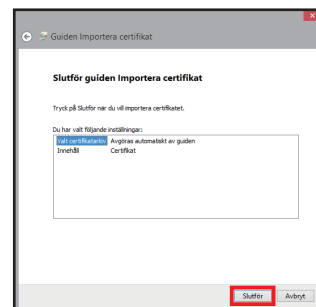 Guiden Importera certifikat
Slutför guiden Importera certifikat
Tryck på Slutför när du vill importera certifikatet.
Du har valt följande inställningar:
Valt certifikatarkiv Avgöras automatiskt av guiden
Innehåll Certifikat
Slutför Avbryt